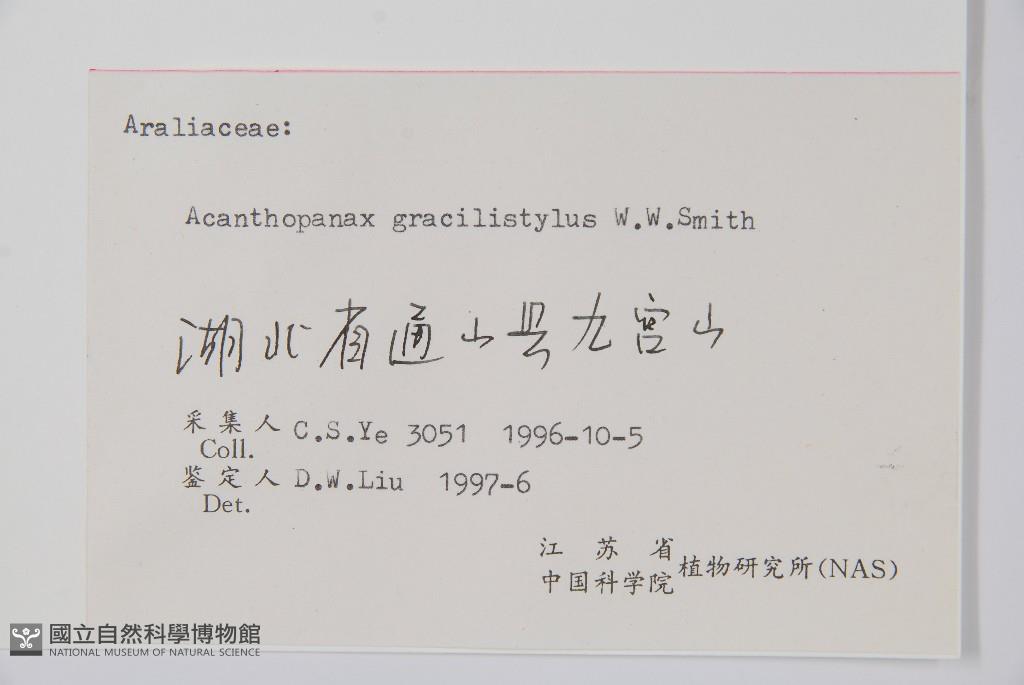 Araliaceae:
Acanthopanax gracilistylus W.W.Smith
湖北省通山县九宫山
采集人 C.S.Ye 3051 1996-10-5
Coll.
鉴定人 D.W.Liu 1997-6
Det.
江苏省
中国科学院植物研究所(NAS)
國立自然科學博物館
NATIONAL MUSEUM OF NATURAL SCIENCE